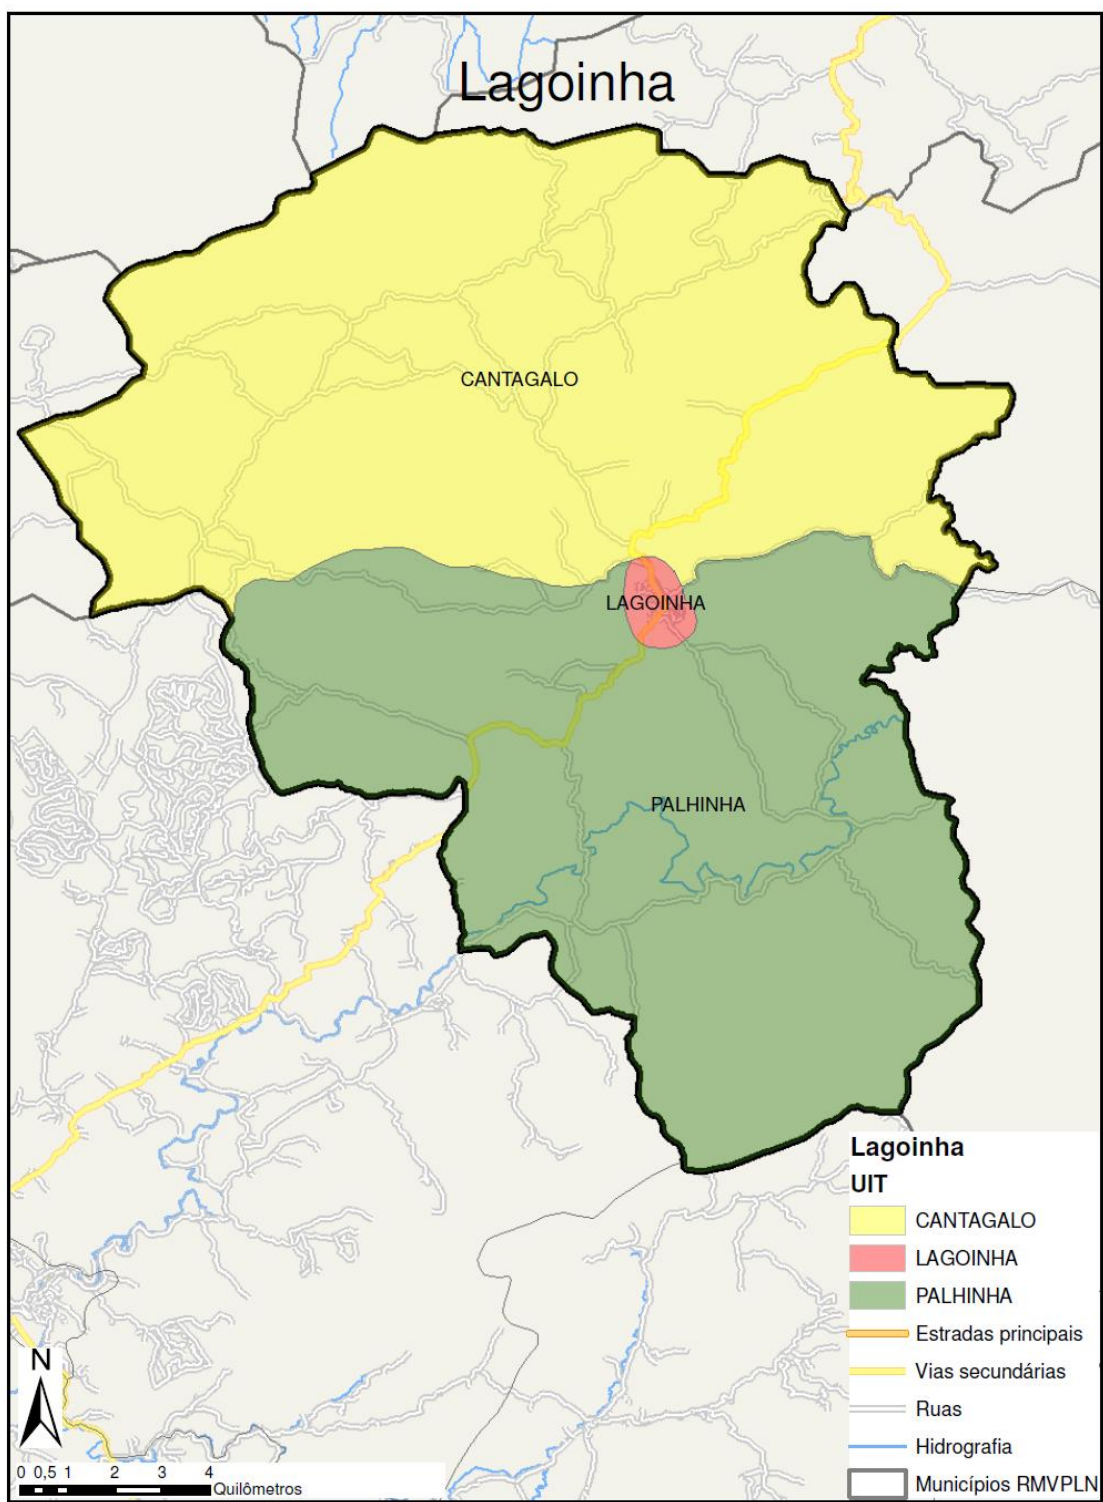 Lagoinha
CANTAGALO
LAGOINHA
PALHINHA
Lagoinha
UIT
CANTAGALO
LAGOINHA
PALHINHA
Estradas principais
Vias secundárias
Ruas
Hidrografia
Municípios RMVPLN
N
0 0,5 1 2 3 4
Quilômetros